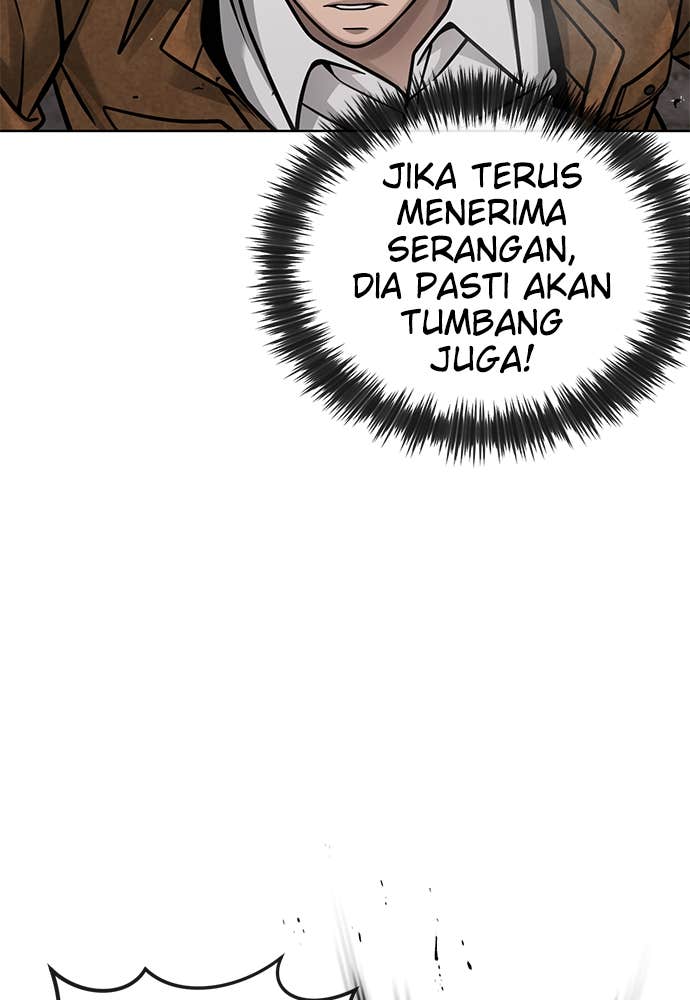 JIKA TERUS
MENERIMA
SERANGAN,
DIA PASTI AKAN
TUMBANG
JUGA!